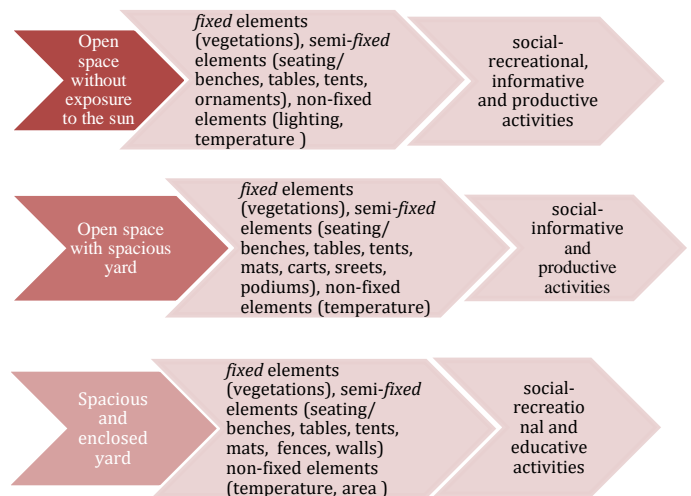 Open
space
without
exposure
to the sun
fixed elements
(vegetations), semi-fixed
elements (seating/
benches, tables, tents,
ornaments), non-fixed
elements (lighting,
temperature )
social-
recreational,
informative
and productive
activities
Open space
with spacious
yard
fixed elements
(vegetations), semi-fixed
elements (seating/
benches, tables, tents,
mats, carts, sreets,
podiums), non-fixed
elements (temperature)
social-
informative
and
productive
activities
Spacious
and
enclosed
yard
fixed elements
(vegetations), semi-fixed
elements (seating/
benches, tables, tents,
mats, fences, walls)
non-fixed elements
(temperature, area )
social-
recreatio
nal and
educative
activities